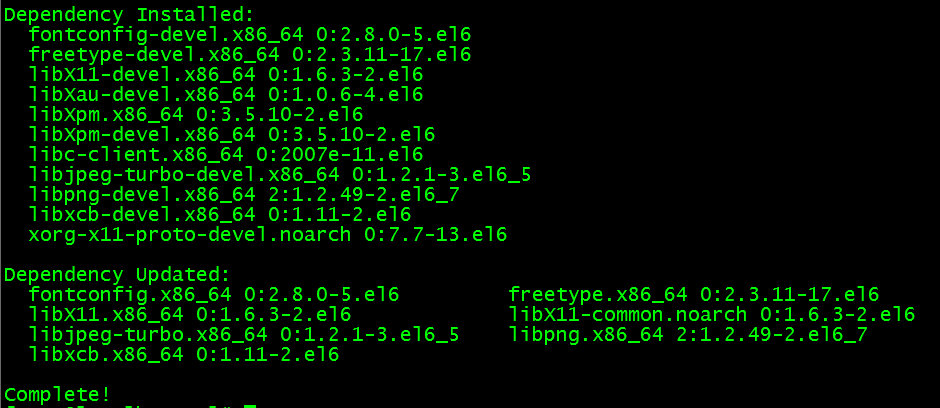 Dependency Installed:
fontconfig-devel.x86_64 0:2.8.0-5.el6
freetype-devel.x86_64 0:2.3.11-17.el6
libX11-devel.x86_64 0:1.6.3-2.el6
libXau-devel.x86_64 0:1.0.6-4.el6
libXpm.x86_64 0:3.5.10-2.el6
libXpm-devel.x86_64 0:3.5.10-2.el6
libc-client.x86_64 0:2007e-11.el6
libjpeg-turbo-devel.x86_64 0:1.2.1-3.el6_5
libpng-devel.x86_64 2:1.2.49-2.el6_7
libxcb-devel.x86_64 0:1.11-2.el6
xorg-x11-proto-devel.noarch 0:7.7-13.el6
Dependency Updated:
fontconfig.x86_64 0:2.8.0-5.el6 freetype.x86_64 0:2.3.11-17.el6
libX11.x86_64 0:1.6.3-2.el6 libX11-common.noarch 0:1.6.3-2.el6
libjpeg-turbo.x86_64 0:1.2.1-3.el6_5 libpng.x86_64 2:1.2.49-2.el6_7
libxcb.x86_64 0:1.11-2.el6
Complete!